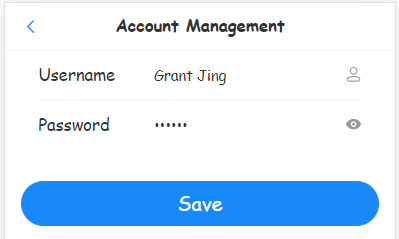 Account Management
Username Grant Jing
Password ••••••
Save